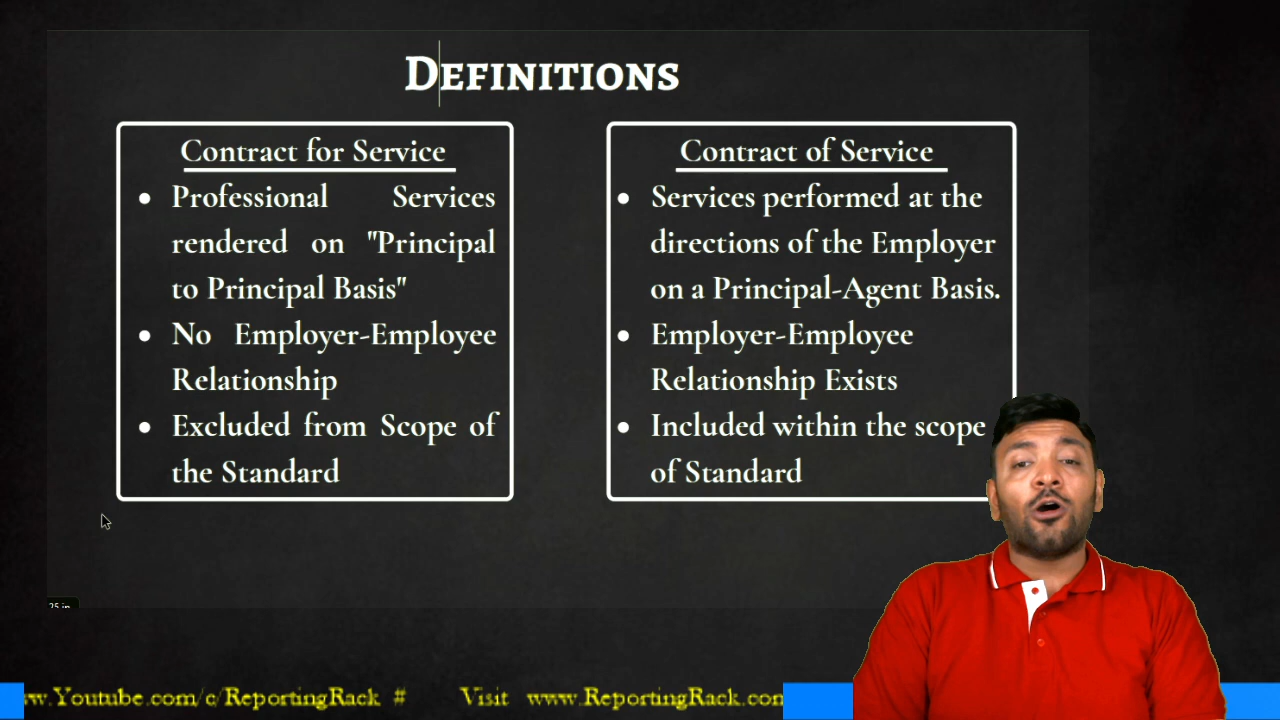 DEFINITIONS
Contract for Service
• Professional Services
rendered on "Principal
to Principal Basis"
• No Employer-Employee
Relationship
• Excluded from Scope of
the Standard
Contract of Service
• Services performed at the
directions of the Employer
on a Principal-Agent Basis.
• Employer-Employee
Relationship Exists
• Included within the scope
of Standard
25 in
w.Youtube.com/c/ReportingRack # Visit www.ReportingRack.com